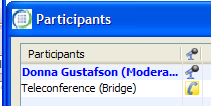 Participants
Participants
Donna Gustafson (Modera...
Teleconference (Bridge)